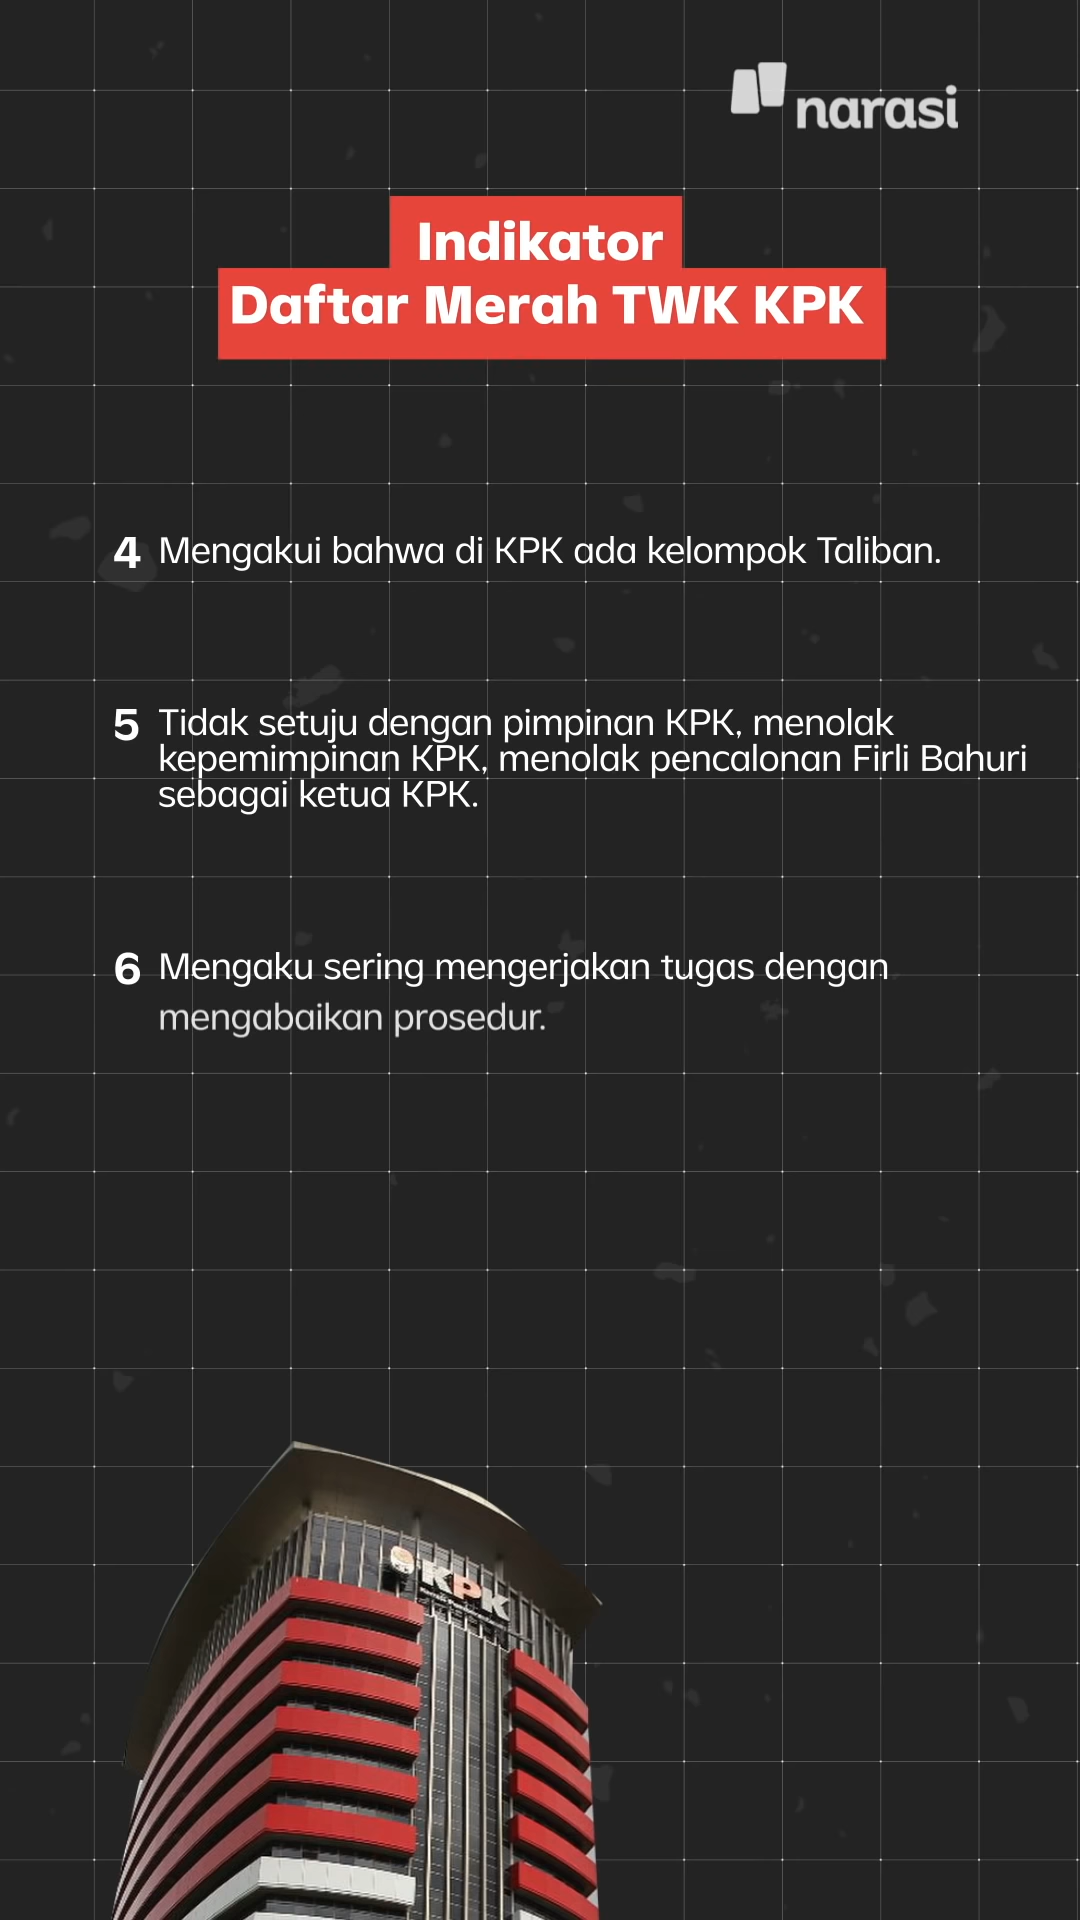 narasi
Indikator
Daftar Merah TWK KPK
4 Mengakui bahwa di KPK ada kelompok Taliban.
5 Tidak setuju dengan pimpinan KPK, menolak
kepemimpinan KPK, menolak pencalonan Firli Bahuri
sebagai ketua KPK.
6 Mengaku sering mengerjakan tugas dengan
mengabaikan prosedur.
KPK